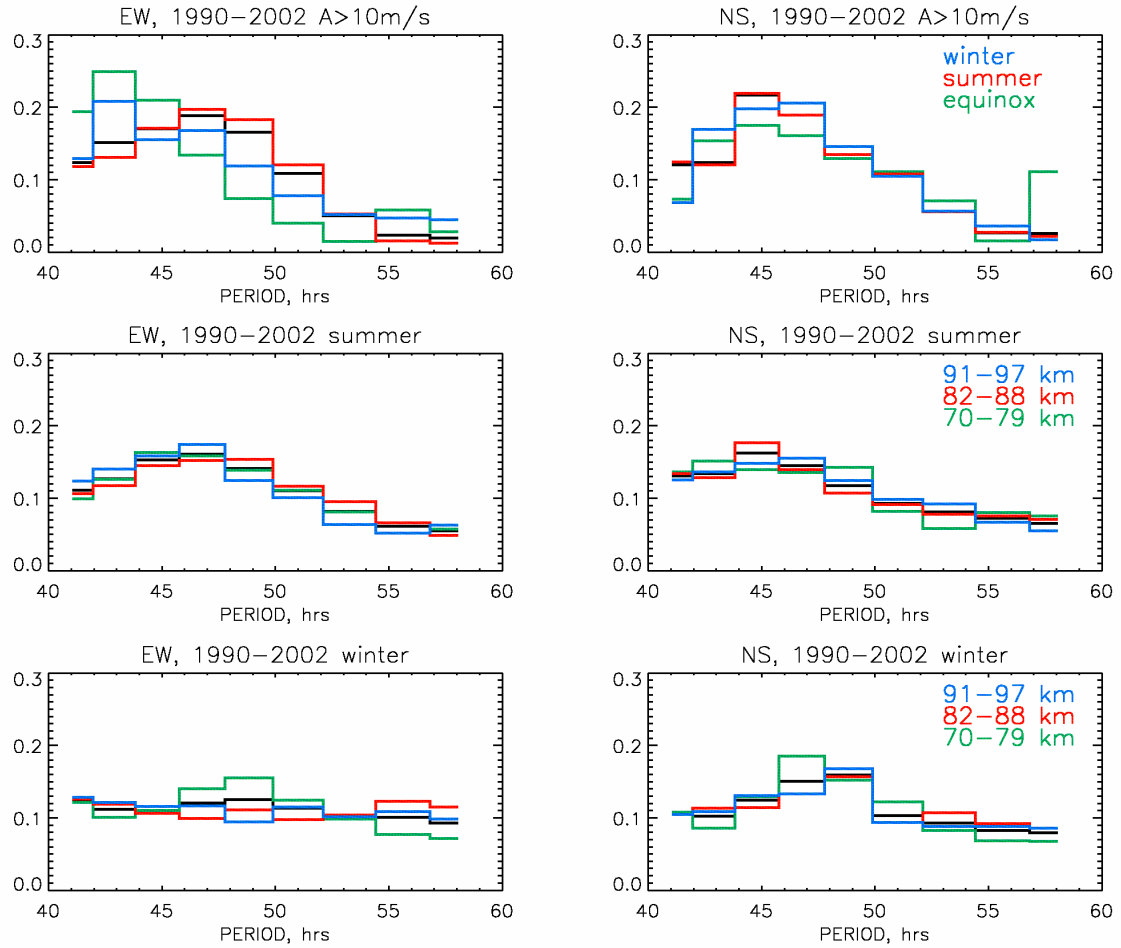 EW, 1990-2002 A>10m/s
0.3
0.2
0.1
0.0
40 45 50 55 60
PERIOD, hrs
NS, 1990-2002 A>10m/s
winter
summer
equinox
0.3
0.2
0.1
0.0
40 45 50 55 60
PERIOD, hrs
EW, 1990-2002 summer
0.3
0.2
0.1
0.0
40 45 50 55 60
PERIOD, hrs
NS, 1990-2002 summer
91-97 km
82-88 km
70-79 km
0.3
0.2
0.1
0.0
40 45 50 55 60
PERIOD, hrs
EW, 1990-2002 winter
0.3
0.2
0.1
0.0
40 45 50 55 60
PERIOD, hrs
NS, 1990-2002 winter
91-97 km
82-88 km
70-79 km
0.3
0.2
0.1
0.0
40 45 50 55 60
PERIOD, hrs